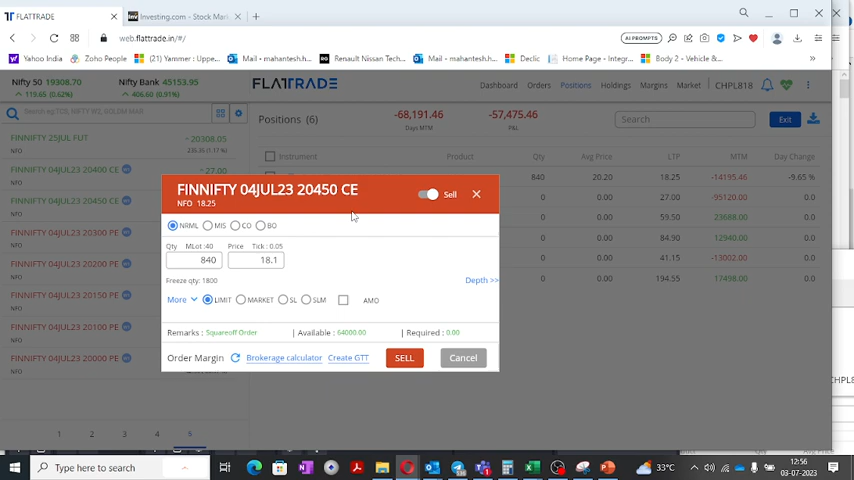 FLATTRADE
Investing.com - Stock Mar
web.flattrade.in/#/
AI PROMPTS
Yahoo India
Zoho People
(1) Yammer : Uppe...
Mail • mahantesh.h...
Renault Nissan Tec...
Mail - mahantesh.h...
Declic
Home Page - Integr...
Body 2 - Vehicle &...
Nifty 50 19308.70
119.65 (0.62%)
Nifty Bank 45153.95
406.60 (0.91%)
FLATTRADE
Dashboard Orders Positions Holdings Margins Market CHPL818
FINNIFTY 25JUL FUT
20308.05
NFO
235.35 (1.17 %)
FINNIFTY 04JUL23 20400 CE
27.00
NFO
FINNIFTY 04JUL23 20450 CE
NFO
FINNIFTY 04JUL23 20300 PE
NFO
FINNIFTY 04JUL23 20200 PE
NFO
FINNIFTY 04JUL23 20150 PE
NFO
FINNIFTY 04JUL23 20100 PE
NFO
FINNIFTY 04JUL23 20000 PE
NFO
1 2 3 4 5
Positions (6)
-68,191.46
Days MTM
-57,475.46
P&L
Search
Exit
Instrument Product Qty Avg Price LTP MTM Day Change
840 20.20 18.25 -14195.46 -9.65 %
0 0.00 27.00 -95120.00 0.0
0 0.00 59.50 23688.00 0.0
0 0.00 84.90 12940.00 0.0
0 0.00 41.15 -13002.00 0.0
0 0.00 194.55 17498.00 0.0
FINNIFTY 04JUL23 20450 CE
NFO 18.25
Sell
NRML MIS CO BO
Qty MLot:40 Price Tick : 0.05
840 18.1
Freeze qty: 1800
Depth >>
More LIMIT MARKET SL SLM AMO
Remarks : Squareoff Order | Available : 64000.00 | Required : 0.00
Order Margin Brokerage calculator Create GTT SELL Cancel
CHPL8
Type here to search
33°C
12:56
03-07-2023